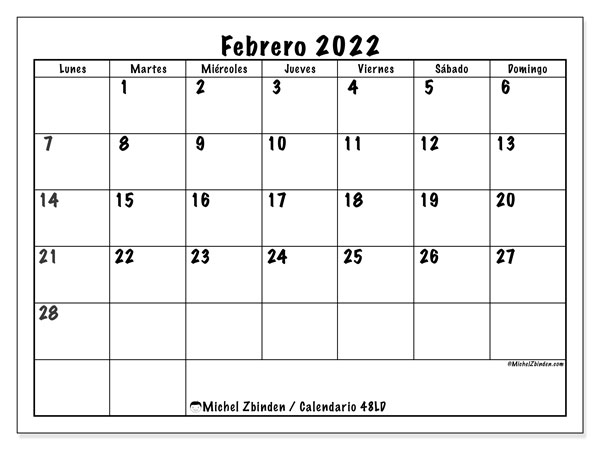 Febrero 2022
Lunes Martes Miércoles Jueves Viernes Sábado Domingo
1 2 3 4 5 6
7 8 9 10 11 12 13
14 15 16 17 18 19 20
21 22 23 24 25 26 27
28
©MichelZbinden.com
Michel Zbinden / Calendario 48LD